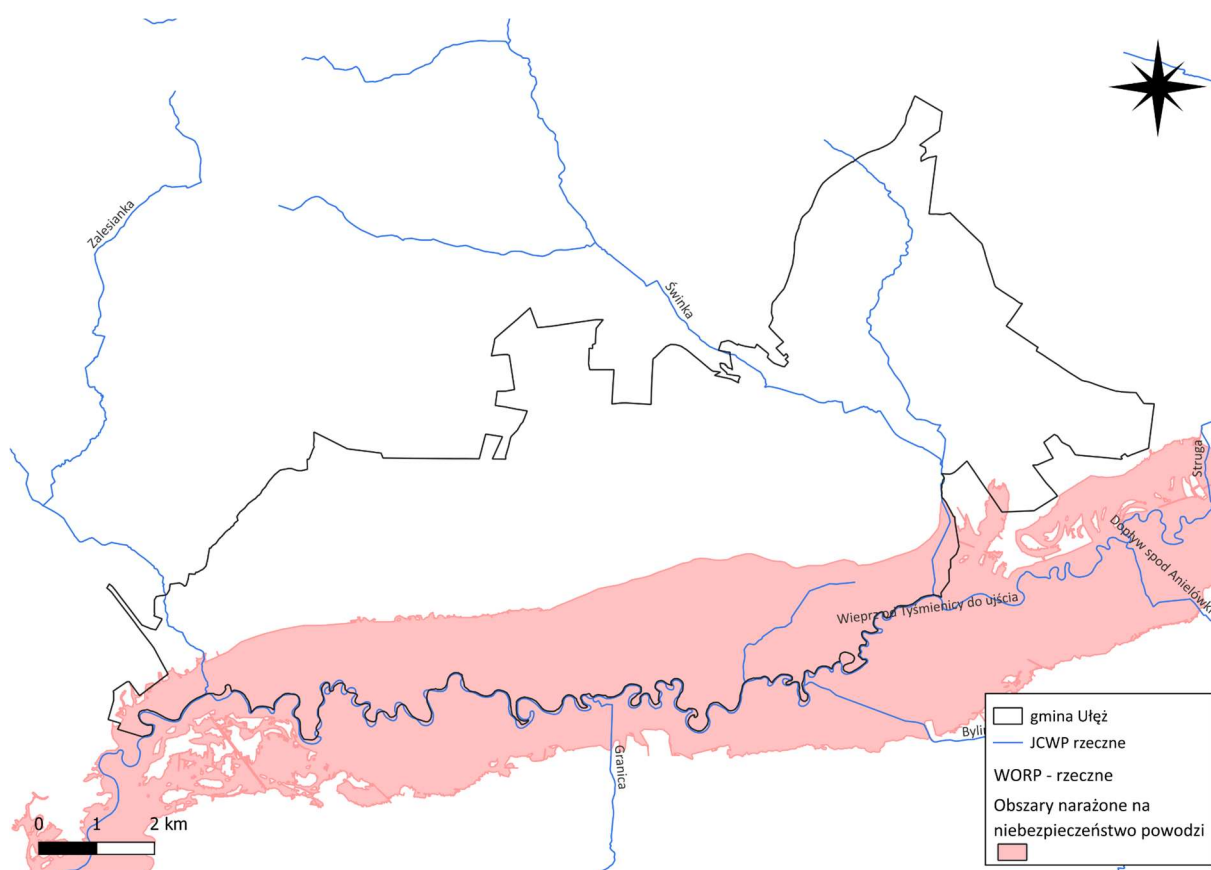 Zalesianka
Świnka
Struga
Dopływ spod Anielówki
Wieprz od Tyśmienicy do ujścia
Granica
gmina Ułęż
JCWP rzeczne
WORP - rzeczne
Obszary narażone na
niebezpieczeństwo powodzi
0 1 2 km